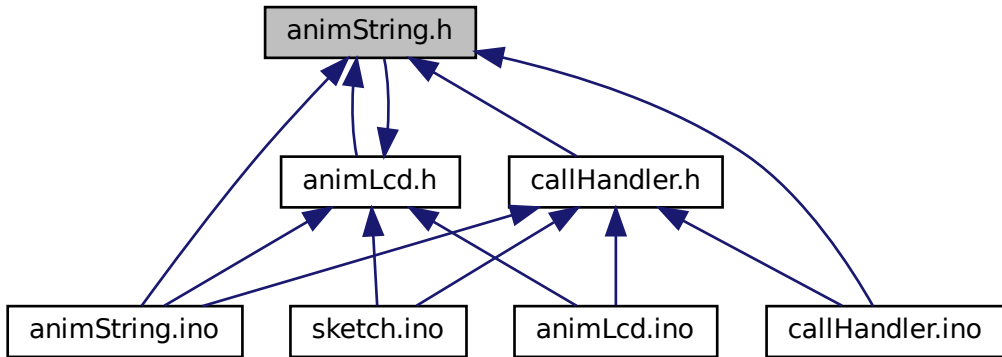 animString.h
animLcd.h
callHandler.h
animString.ino
sketch.ino
animLcd.ino
callHandler.ino